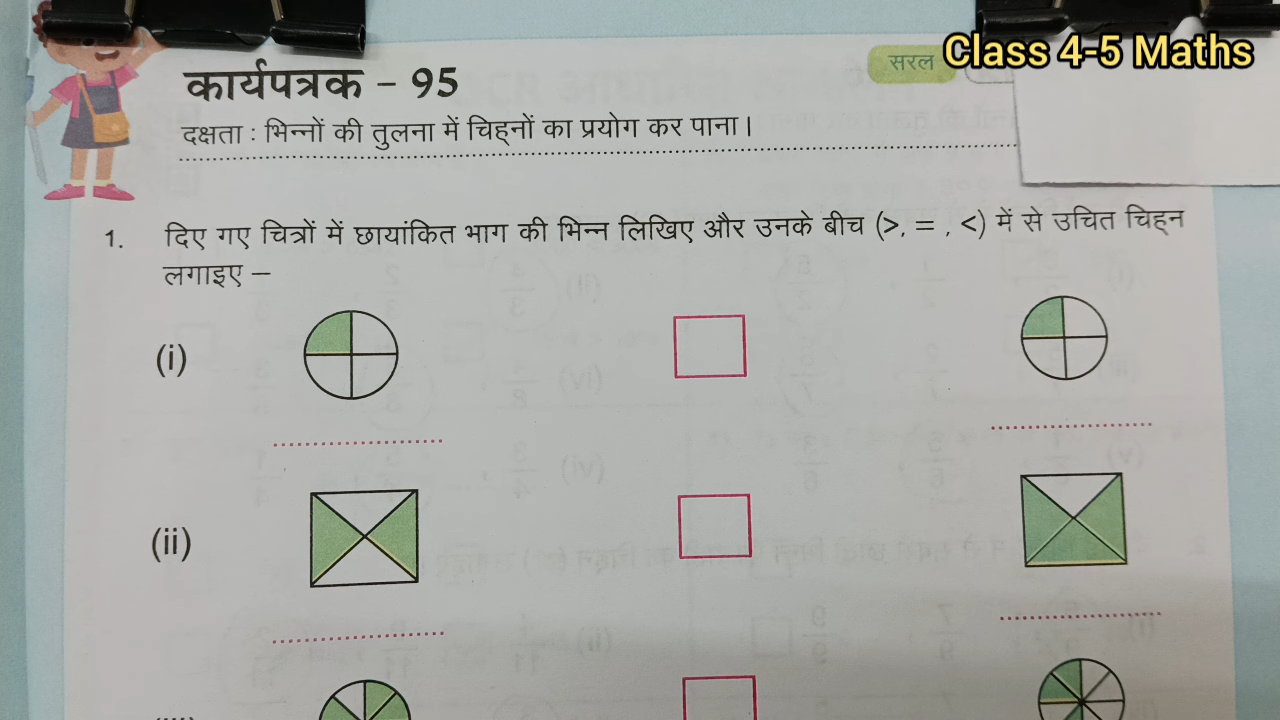 सरल
Class 4-5 Maths
कार्यपत्रक – 95
दक्षता : भिन्नों की तुलना में चिह्नों का प्रयोग कर पाना।
1. दिए गए चित्रों में छायांकित भाग की भिन्न लिखिए और उनके बीच (>, = , <) में से उचित चिह्न
लगाइए –
(i)
(ii)